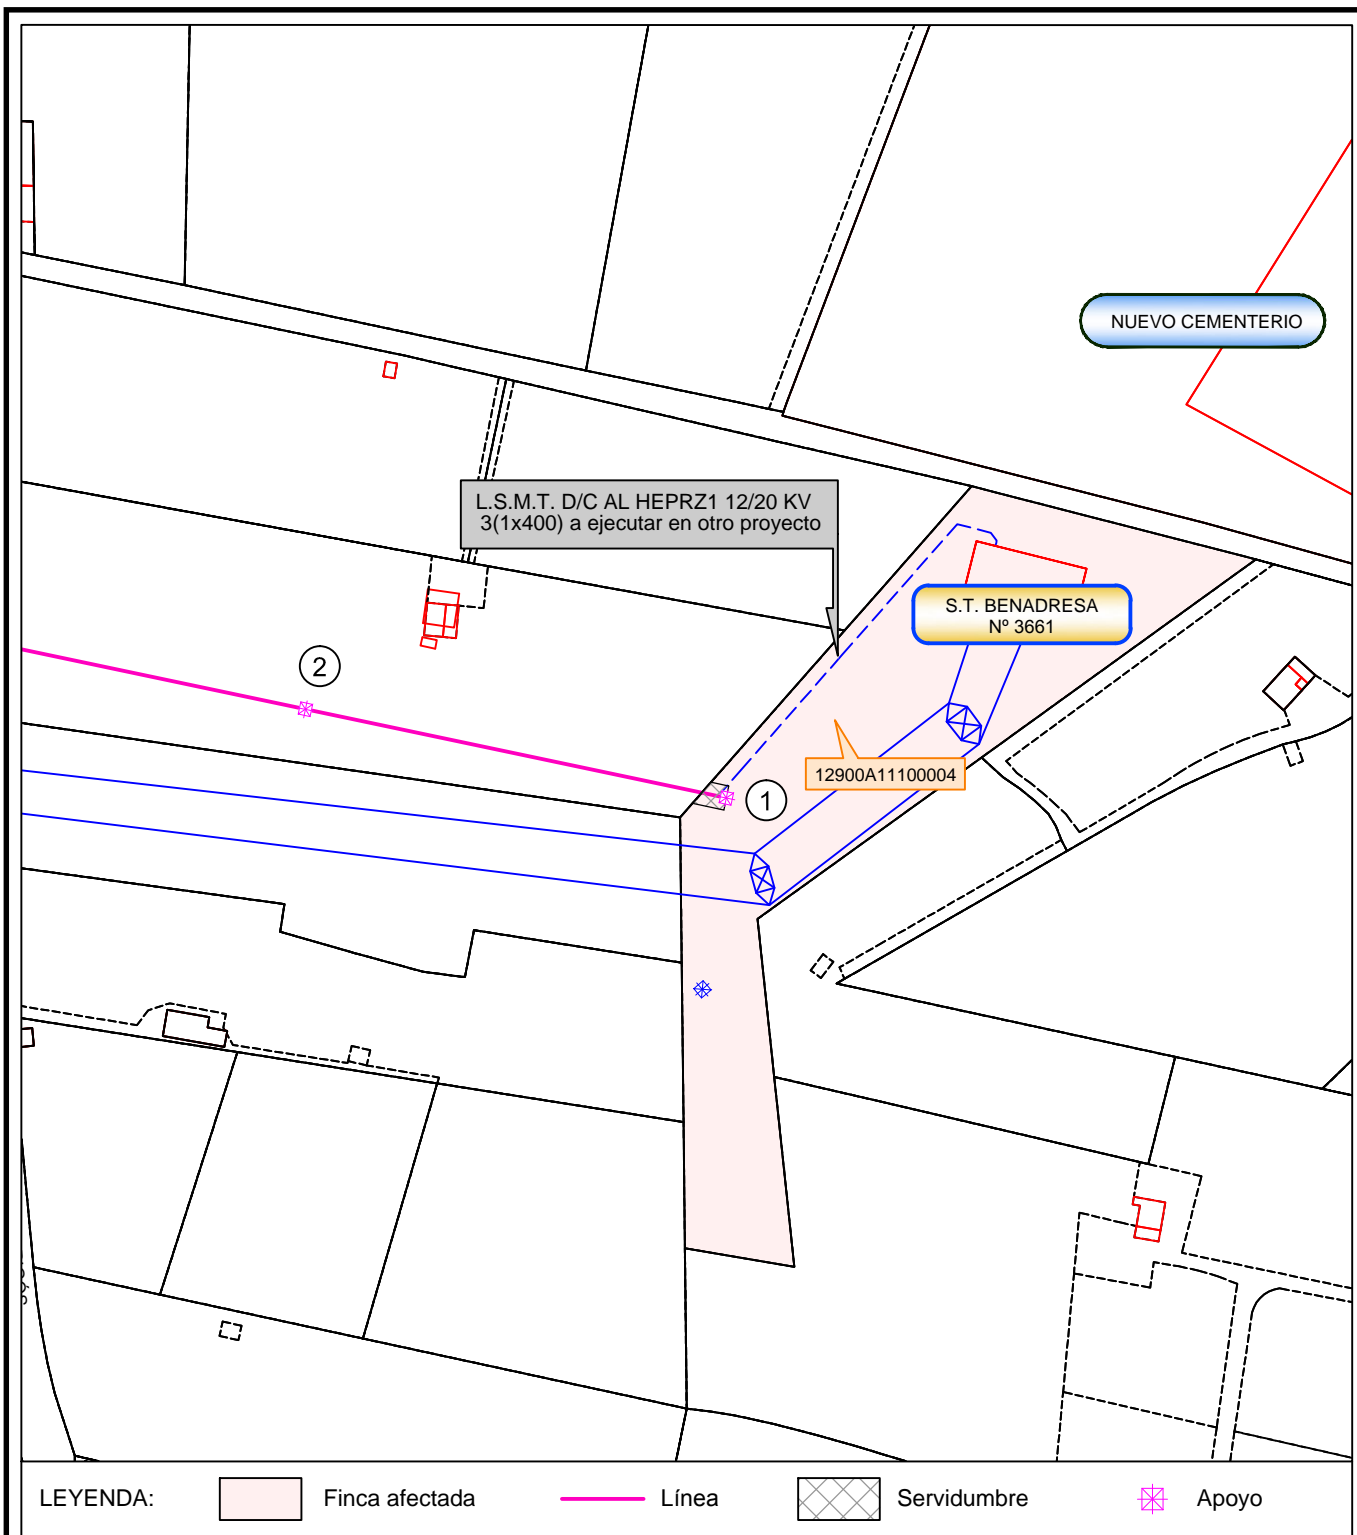 NUEVO CEMENTERIO
L.S.M.T. D/C AL HEPRZ1 12/20 KV
3(1x400) a ejecutar en otro proyecto
S.T. BENADRESA
Nº 3661
2
12900A11100004
1
LEYENDA:
Finca afectada
Línea
Servidumbre
Apoyo